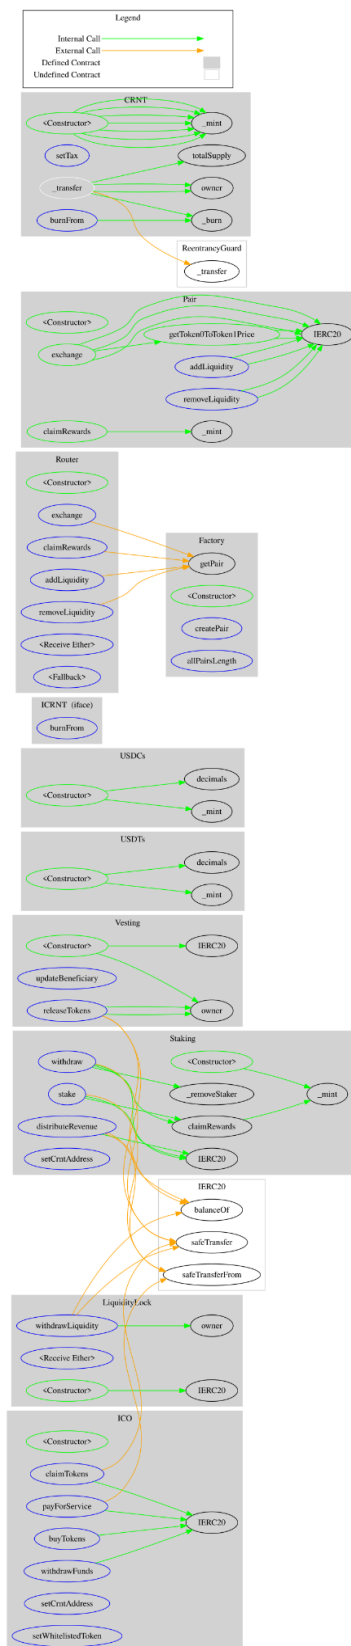 Legend
Internal Call
External Call
Defined Contract
Undefined Contract
CRNT
<Constructor>
_mint
setTax
totalSupply
_transfer
owner
burnFrom
_burn
ReentrancyGuard
_transfer
Pair
<Constructor>
getToken0ToToken1Price
IERC20
exchange
addLiquidity
removeLiquidity
claimRewards
_mint
Router
<Constructor>
exchange
claimRewards
addLiquidity
removeLiquidity
<Receive Ether>
<Fallback>
Factory
getPair
<Constructor>
createPair
allPairsLength
ICRNT (iface)
burnFrom
USDCs
<Constructor>
decimals
_mint
USDTs
<Constructor>
decimals
_mint
Vesting
<Constructor>
IERC20
updateBeneficiary
releaseTokens
owner
Staking
withdraw
<Constructor>
stake
_removeStaker
_mint
distributeRevenue
claimRewards
setCrntAddress
IERC20
IERC20
balanceOf
safeTransfer
safeTransferFrom
LiquidityLock
withdrawLiquidity
owner
<Receive Ether>
<Constructor>
IERC20
ICO
<Constructor>
claimTokens
payForService
IERC20
buyTokens
withdrawFunds
setCrntAddress
setWhitelistedToken